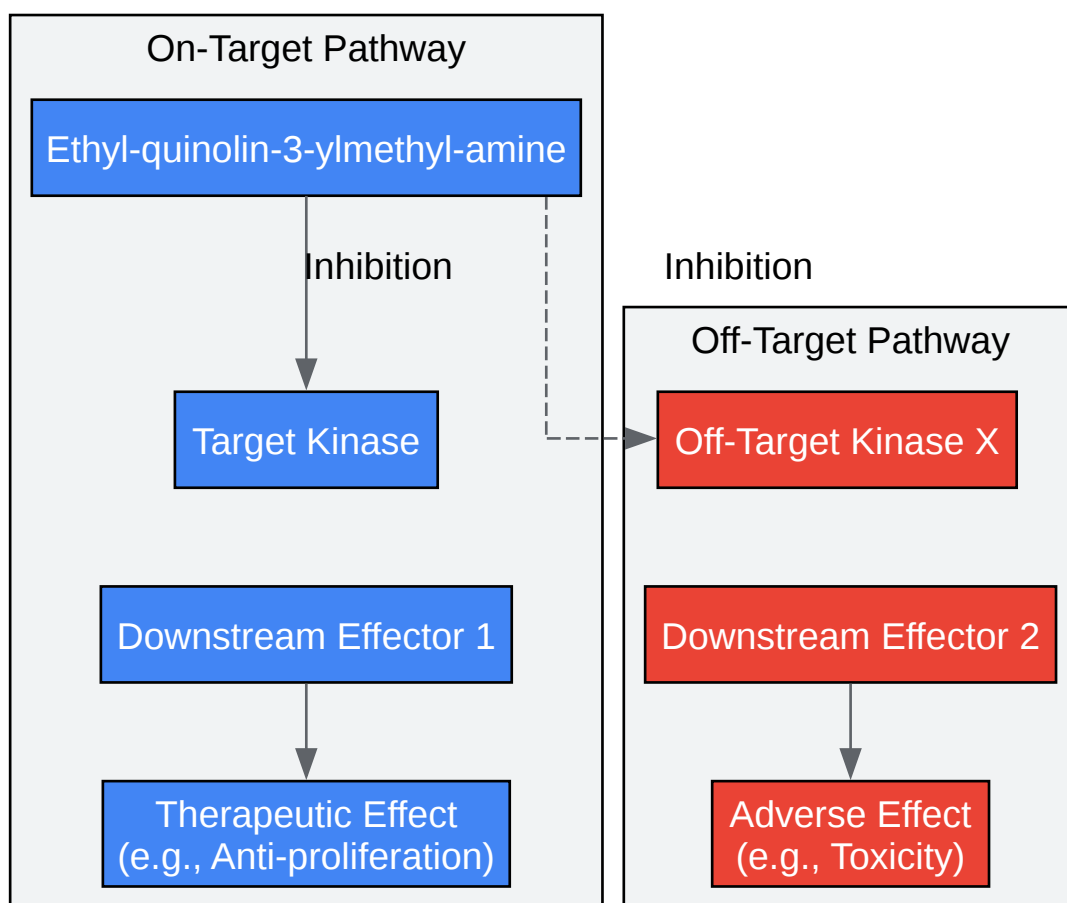 On-Target Pathway
Ethyl-quinolin-3-ylmethyl-amine
Inhibition
Inhibition
Off-Target Pathway
Target Kinase
Off-Target Kinase X
Downstream Effector 1
Downstream Effector 2
Therapeutic Effect
(e.g., Anti-proliferation)
Adverse Effect
(e.g., Toxicity)